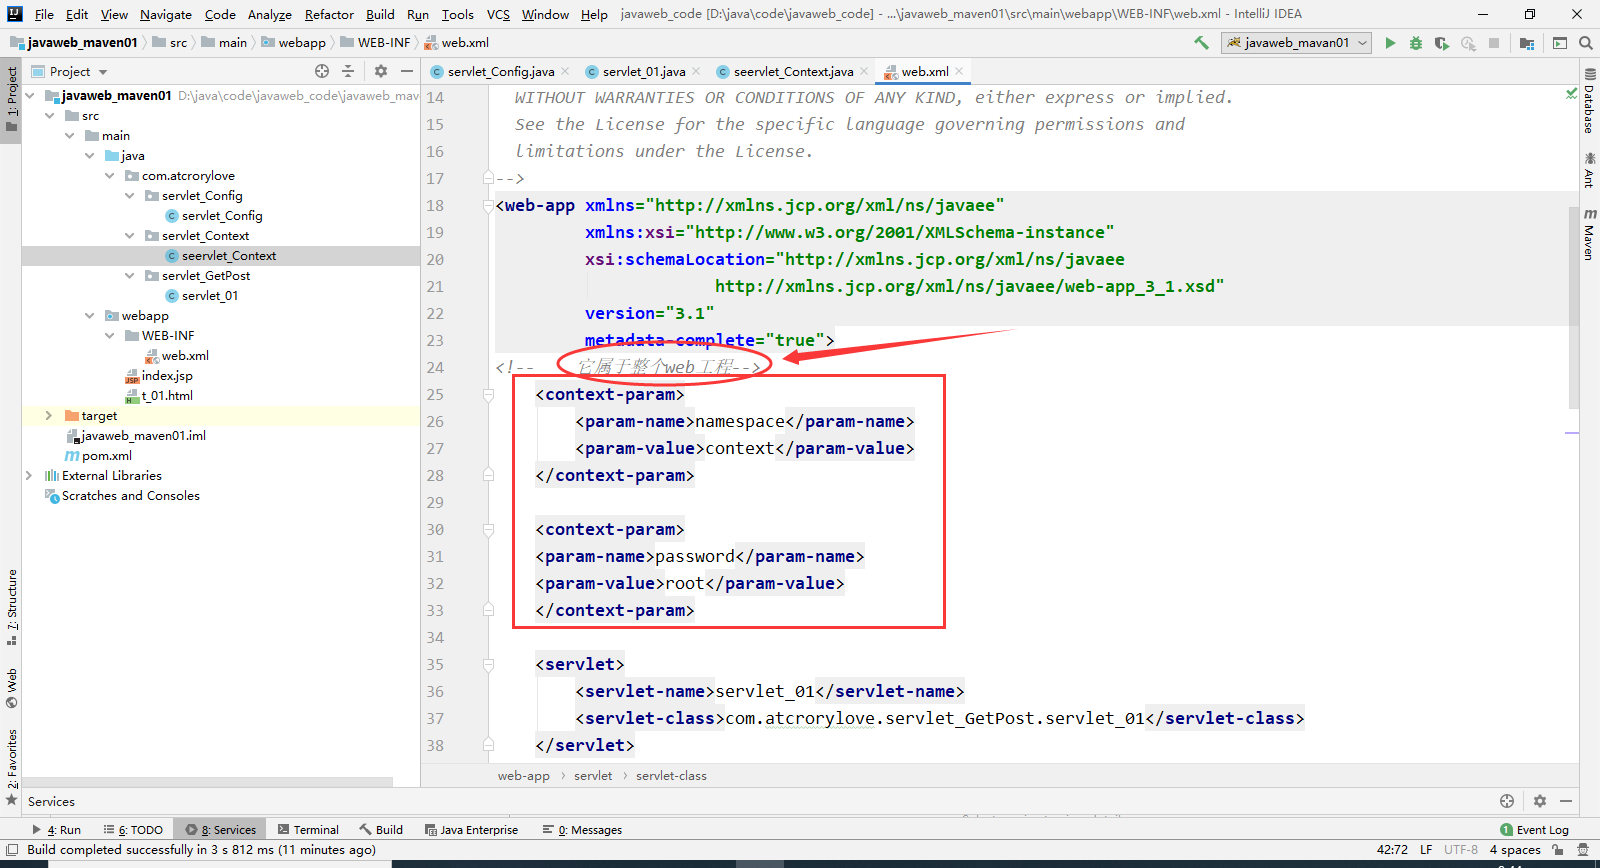 File Edit View Navigate Code Analyze Refactor Build Run Tools VCS Window Help javaweb_code [D:\java\code\javaweb_code] - ...\javaweb_maven01\src\main\webapp\WEB-INF\web.xml - IntelliJ IDEA
javaweb_maven01 src main webapp WEB-INF web.xml
javaweb_mavan01
Project
servlet_Config.java servlet_01.java seervlet_Context.java web.xml
1: Project
7: Structure
Web
2: Favorites
javaweb_maven01 D:\java\code\javaweb_code\javaweb_mav
src
main
java
com.atcrorylove
servlet_Config
servlet_Config
servlet_Context
seervlet_Context
servlet_GetPost
servlet_01
webapp
WEB-INF
web.xml
index.jsp
t_01.html
target
javaweb_maven01.iml
pom.xml
External Libraries
Scratches and Consoles
14 WITHOUT WARRANTIES OR CONDITIONS OF ANY KIND, either express or implied.
15 See the License for the specific language governing permissions and
16 limitations under the License.
17 -->
18 <web-app xmlns="http://xmlns.jcp.org/xml/ns/javaee"
19 xmlns:xsi="http://www.w3.org/2001/XMLSchema-instance"
20 xsi:schemaLocation="http://xmlns.jcp.org/xml/ns/javaee
21 http://xmlns.jcp.org/xml/ns/javaee/web-app_3_1.xsd"
22 version="3.1"
23 metadata-complete="true">
24 <!-- 它属于整个web工程-->
25 <context-param>
26 <param-name>namespace</param-name>
27 <param-value>context</param-value>
28 </context-param>
29
30 <context-param>
31 <param-name>password</param-name>
32 <param-value>root</param-value>
33 </context-param>
34
35 <servlet>
36 <servlet-name>servlet_01</servlet-name>
37 <servlet-class>com.atcrorylove.servlet_GetPost.servlet_01</servlet-class>
38 </servlet>
web-app servlet servlet-class
Database
Ant
Maven
Services
4: Run 6: TODO 8: Services Terminal Build Java Enterprise 0: Messages 1 Event Log
Build completed successfully in 3 s 812 ms (11 minutes ago) 42:72 LF UTF-8 4 spaces